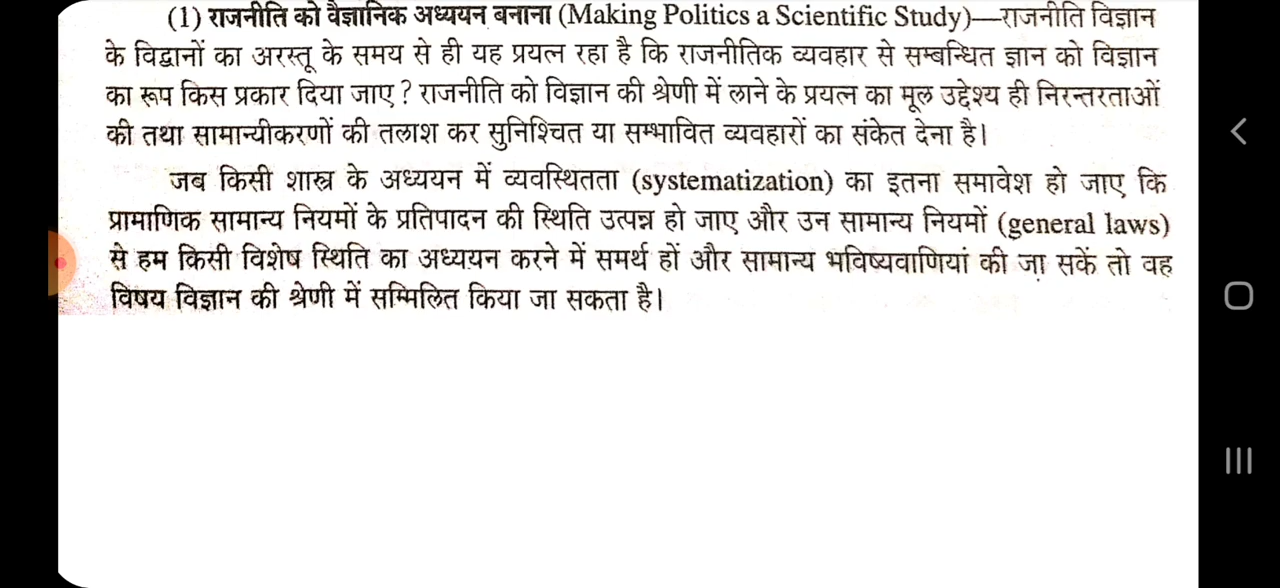 (1) राजनीति को वैज्ञानिक अध्ययन बनाना (Making Politics a Scientific Study)—राजनीति विज्ञान
के विद्वानों का अरस्तू के समय से ही यह प्रयत्न रहा है कि राजनीतिक व्यवहार से सम्बन्धित ज्ञान को विज्ञान
का रूप किस प्रकार दिया जाए ? राजनीति को विज्ञान की श्रेणी में लाने के प्रयत्न का मूल उद्देश्य ही निरन्तरताओं
की तथा सामान्यीकरणों की तलाश कर सुनिश्चित या सम्भावित व्यवहारों का संकेत देना है।
जब किसी शास्त्र के अध्ययन में व्यवस्थितता (systematization) का इतना समावेश हो जाए कि
प्रामाणिक सामान्य नियमों के प्रतिपादन की स्थिति उत्पन्न हो जाए और उन सामान्य नियमों (general laws)
से हम किसी विशेष स्थिति का अध्ययन करने में समर्थ हों और सामान्य भविष्यवाणियां की जा सकें तो वह
विषय विज्ञान की श्रेणी में सम्मिलित किया जा सकता है।